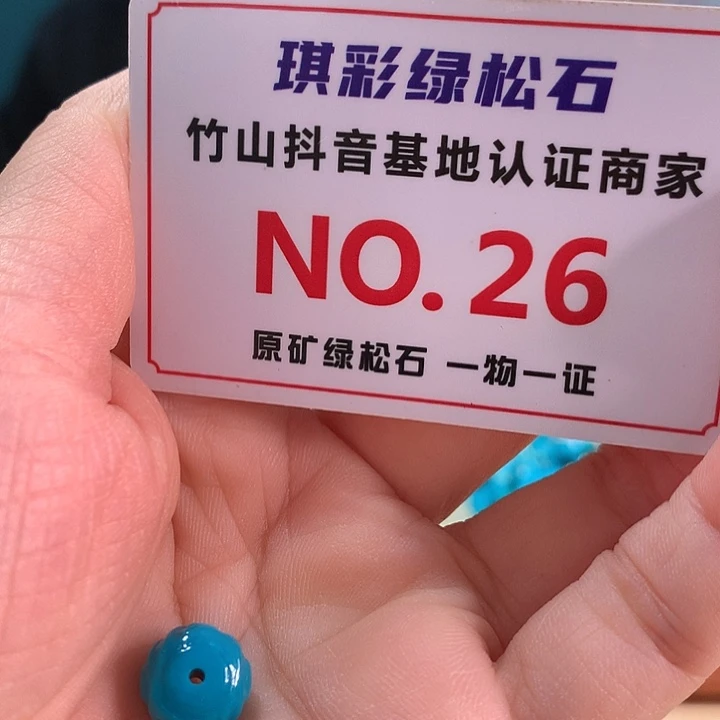 琪彩绿松石
竹山抖音基地认证商家
NO. 26
原矿绿松石 一物一证